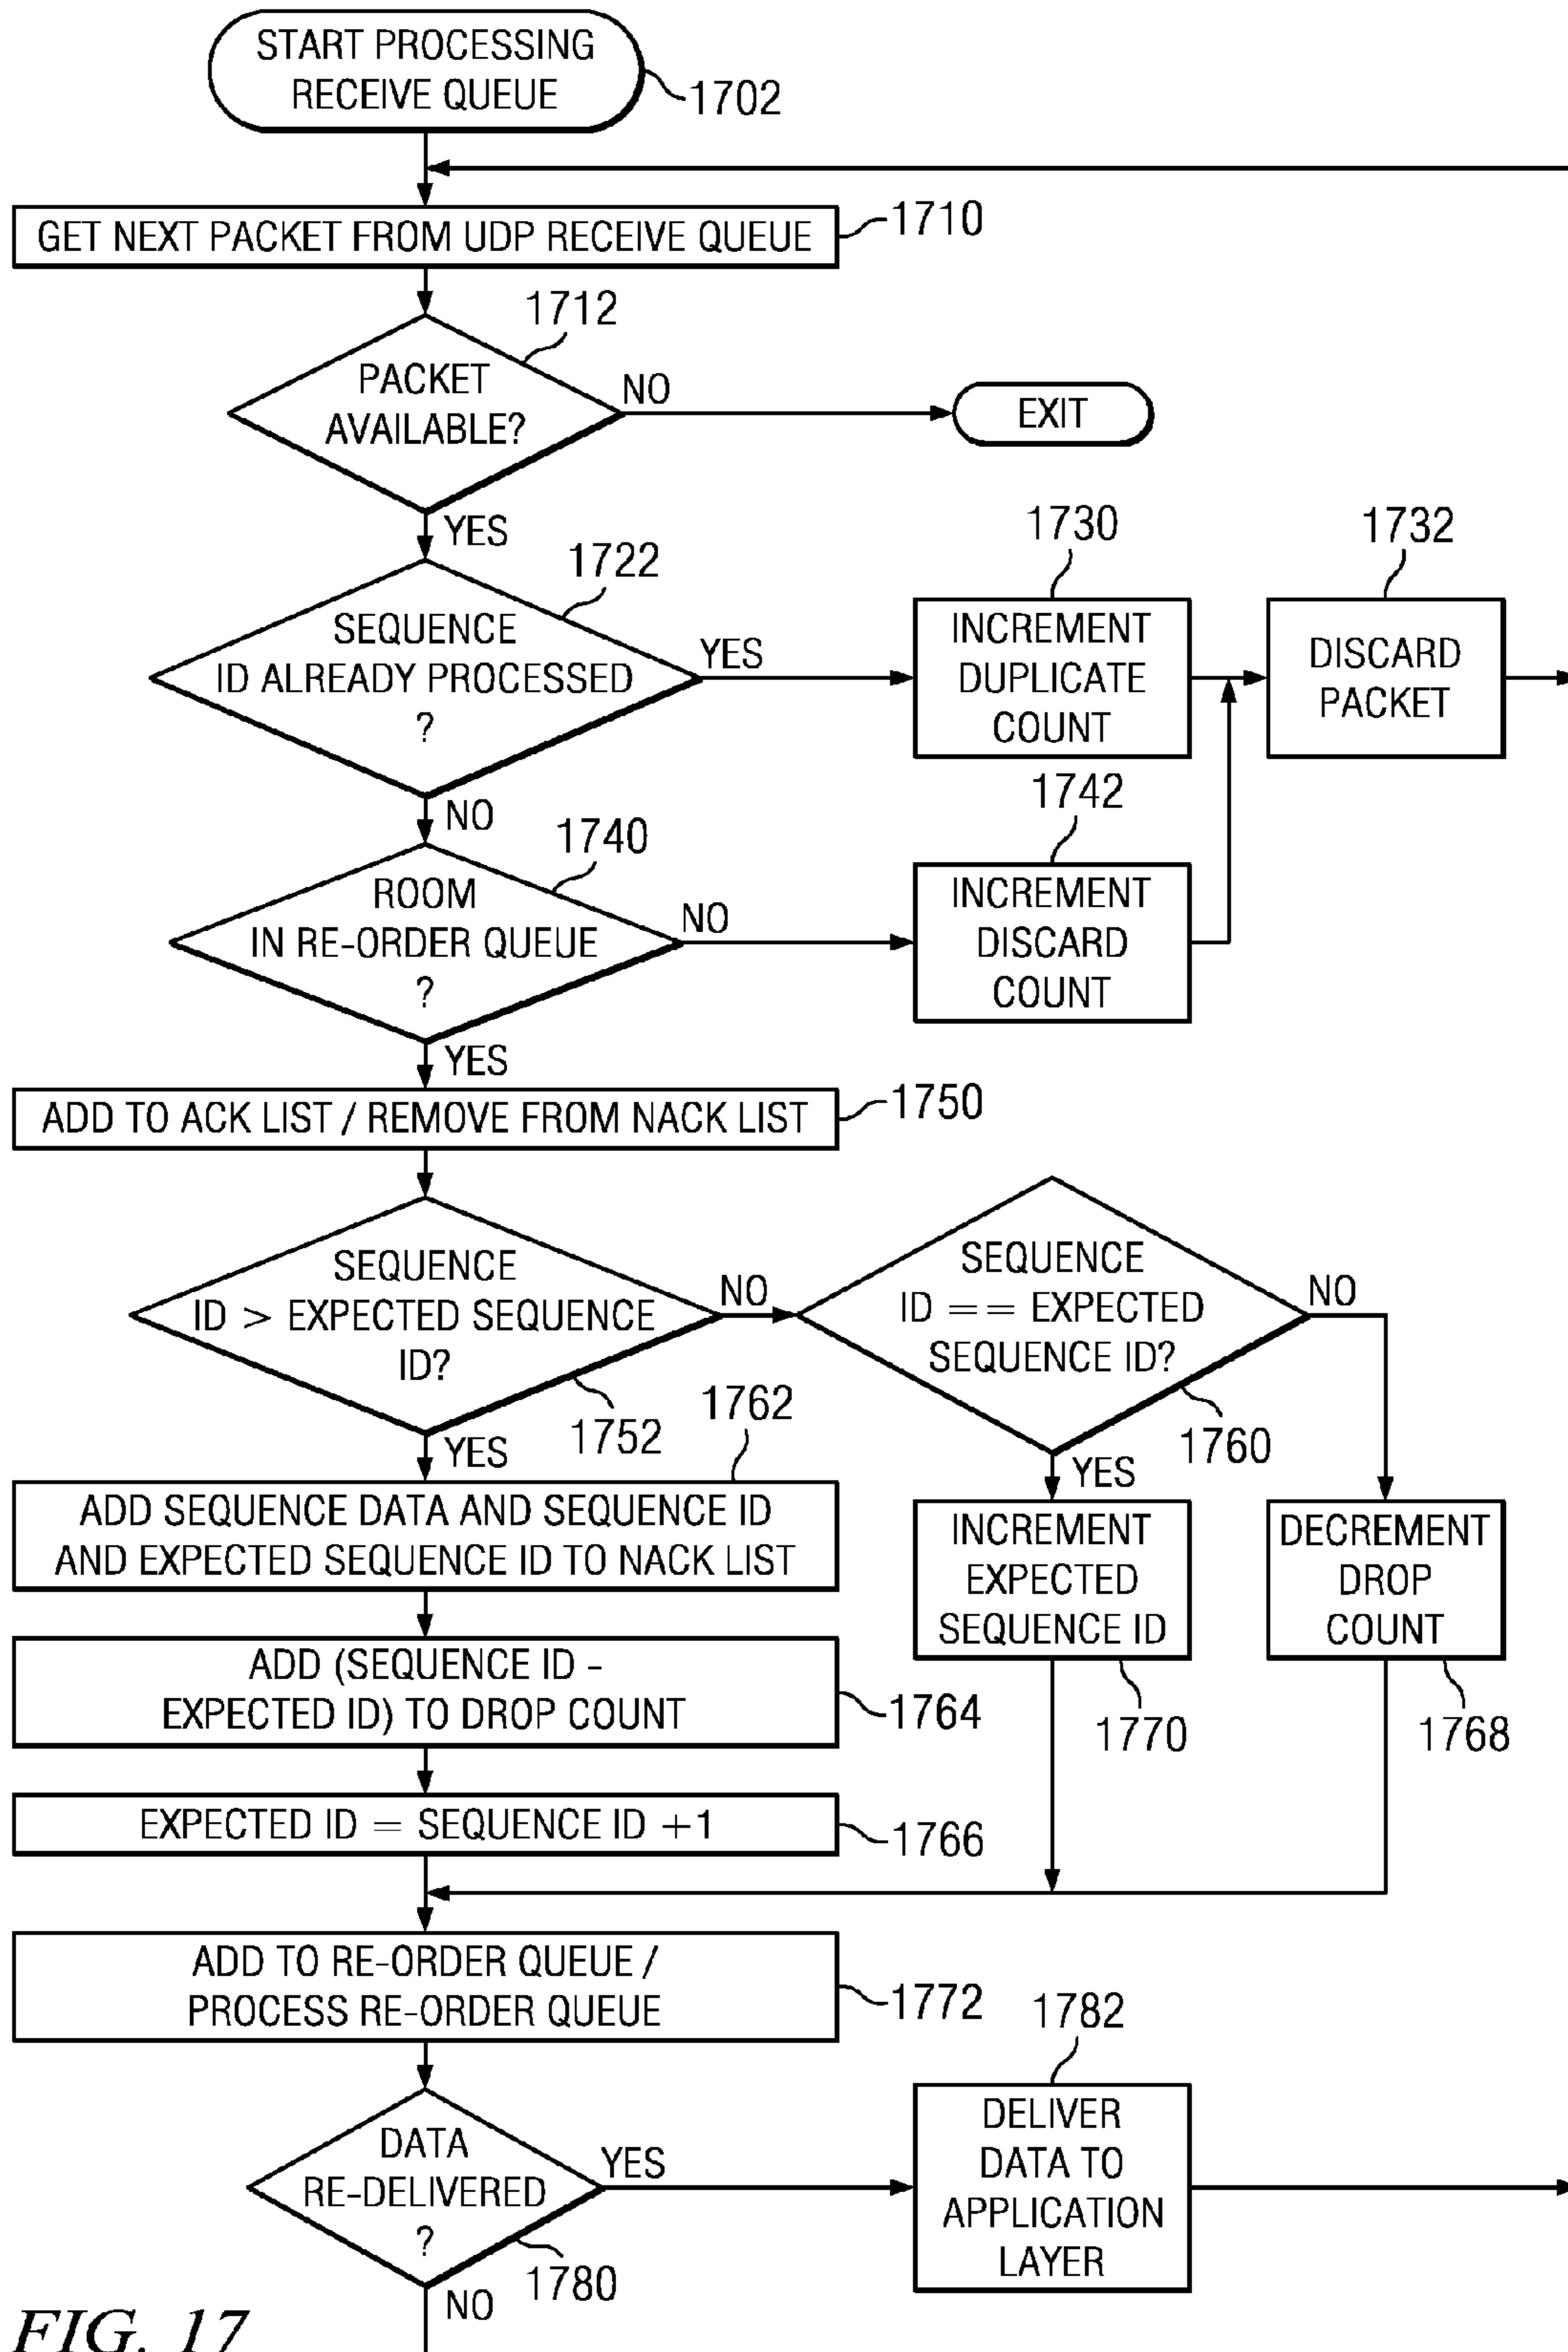 START PROCESSING
RECEIVE QUEUE
1702
GET NEXT PACKET FROM UDP RECEIVE QUEUE
1710
1712
PACKET
AVAILABLE?
NO
EXIT
YES
1722
SEQUENCE
ID ALREADY PROCESSED
?
YES
1730
INCREMENT
DUPLICATE
COUNT
1732
DISCARD
PACKET
NO
1740
ROOM
IN RE-ORDER QUEUE
?
NO
1742
INCREMENT
DISCARD
COUNT
YES
ADD TO ACK LIST / REMOVE FROM NACK LIST
1750
SEQUENCE
ID > EXPECTED SEQUENCE
ID?
1752
NO
SEQUENCE
ID == EXPECTED
SEQUENCE ID?
1760
NO
YES
1762
ADD SEQUENCE DATA AND SEQUENCE ID
AND EXPECTED SEQUENCE ID TO NACK LIST
YES
INCREMENT
EXPECTED
SEQUENCE ID
1770
DECREMENT
DROP
COUNT
1768
ADD (SEQUENCE ID -
EXPECTED ID) TO DROP COUNT
1764
EXPECTED ID = SEQUENCE ID +1
1766
ADD TO RE-ORDER QUEUE /
PROCESS RE-ORDER QUEUE
1772
DATA
RE-DELIVERED
?
1780
YES
1782
DELIVER
DATA TO
APPLICATION
LAYER
NO
FIG. 17